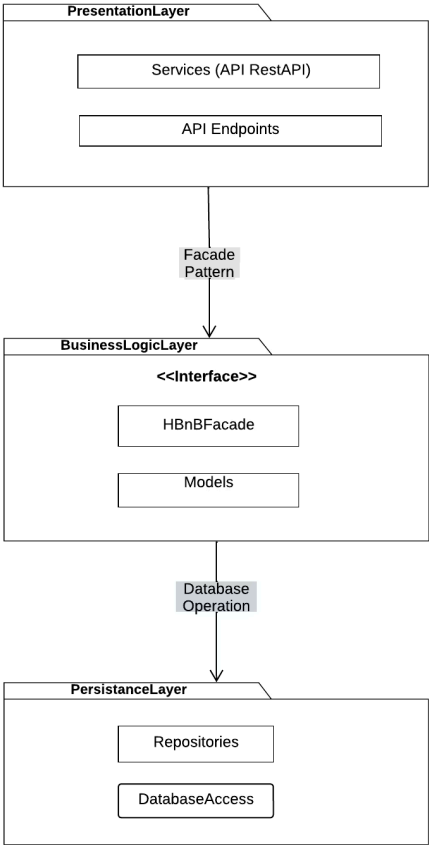 PresentationLayer
Services (API RestAPI)
API Endpoints
Facade
Pattern
BusinessLogicLayer
<<Interface>>
HBnBFacade
Models
Database
Operation
PersistanceLayer
Repositories
DatabaseAccess